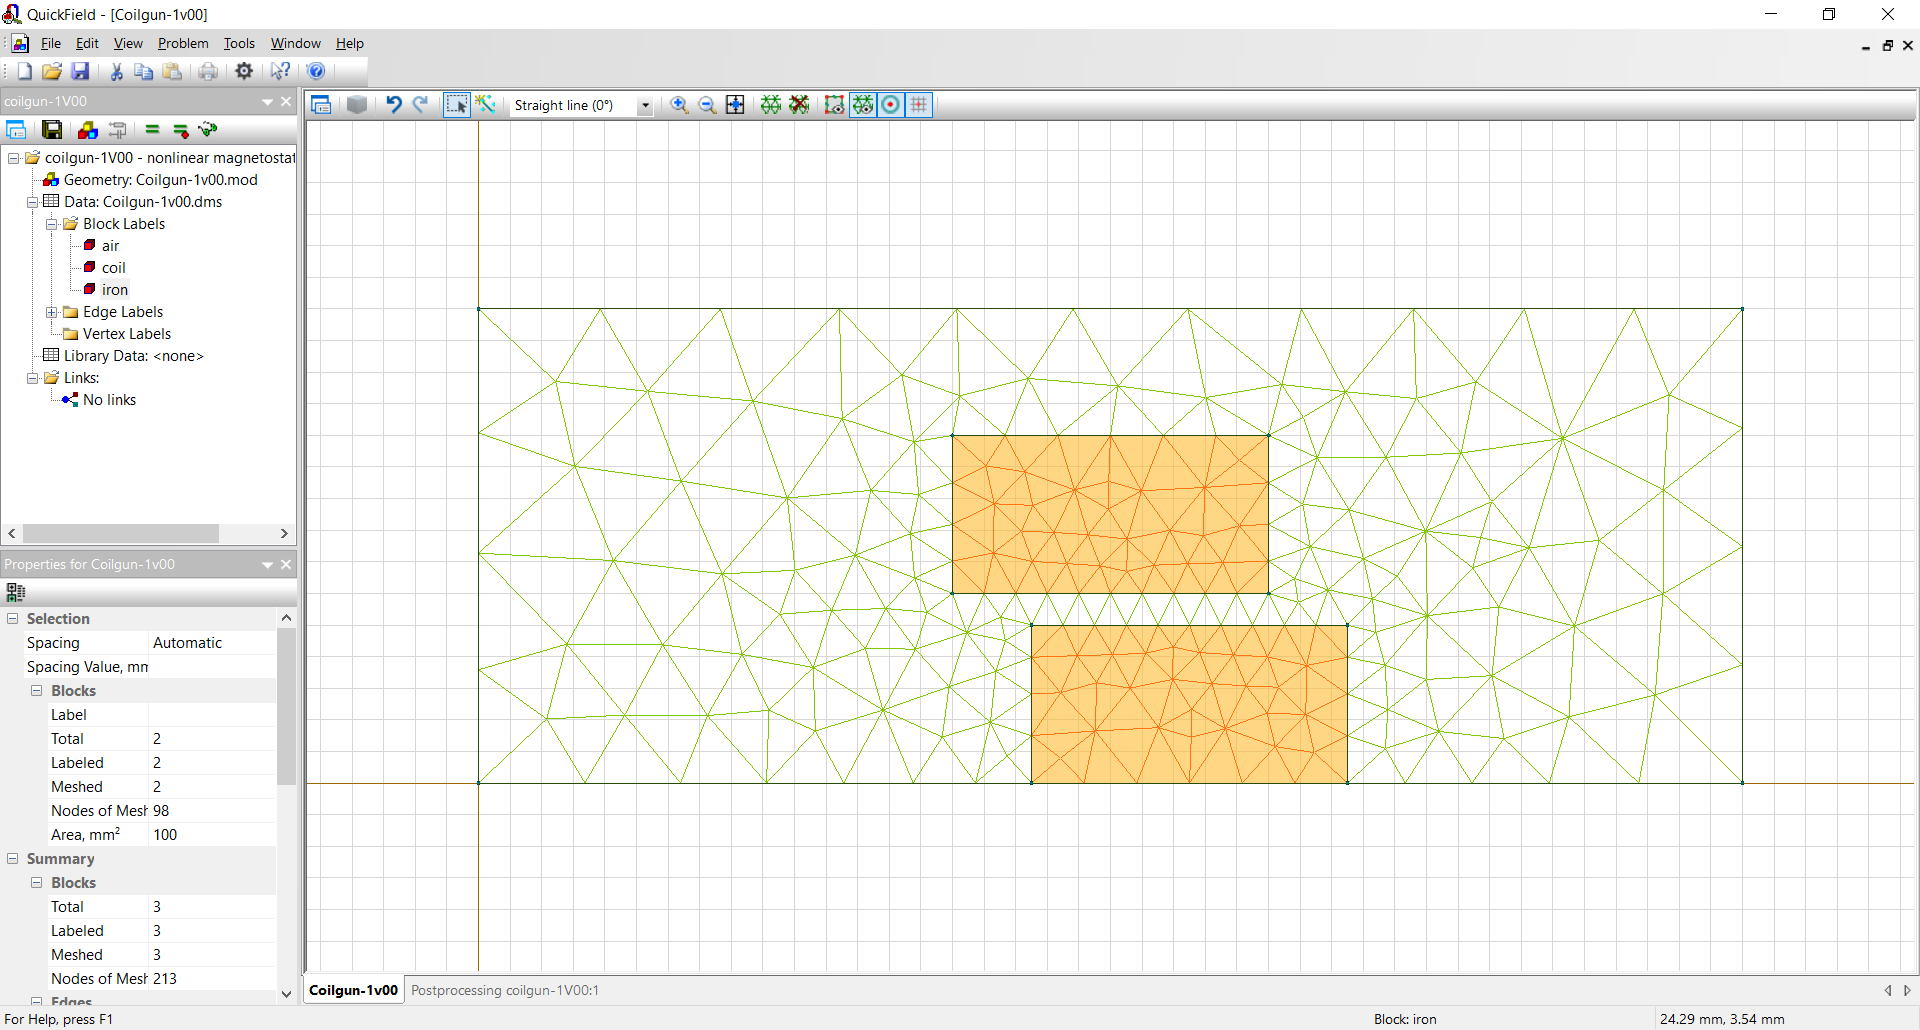 QuickField - [Coilgun-1v00]
File Edit View Problem Tools Window Help
coilgun-1V00
Straight line (0°)
coilgun-1V00 - nonlinear magnetostat
Geometry: Coilgun-1v00.mod
Data: Coilgun-1v00.dms
Block Labels
air
coil
iron
Edge Labels
Vertex Labels
Library Data: <none>
Links:
No links
Properties for Coilgun-1v00
Selection
Spacing Automatic
Spacing Value, mm
Blocks
Label
Total 2
Labeled 2
Meshed 2
Nodes of Mesh 98
Area, mm² 100
Summary
Blocks
Total 3
Labeled 3
Meshed 3
Nodes of Mesh 213
Edges
Coilgun-1v00 Postprocessing coilgun-1V00:1
For Help, press F1 Block: iron 24.29 mm, 3.54 mm